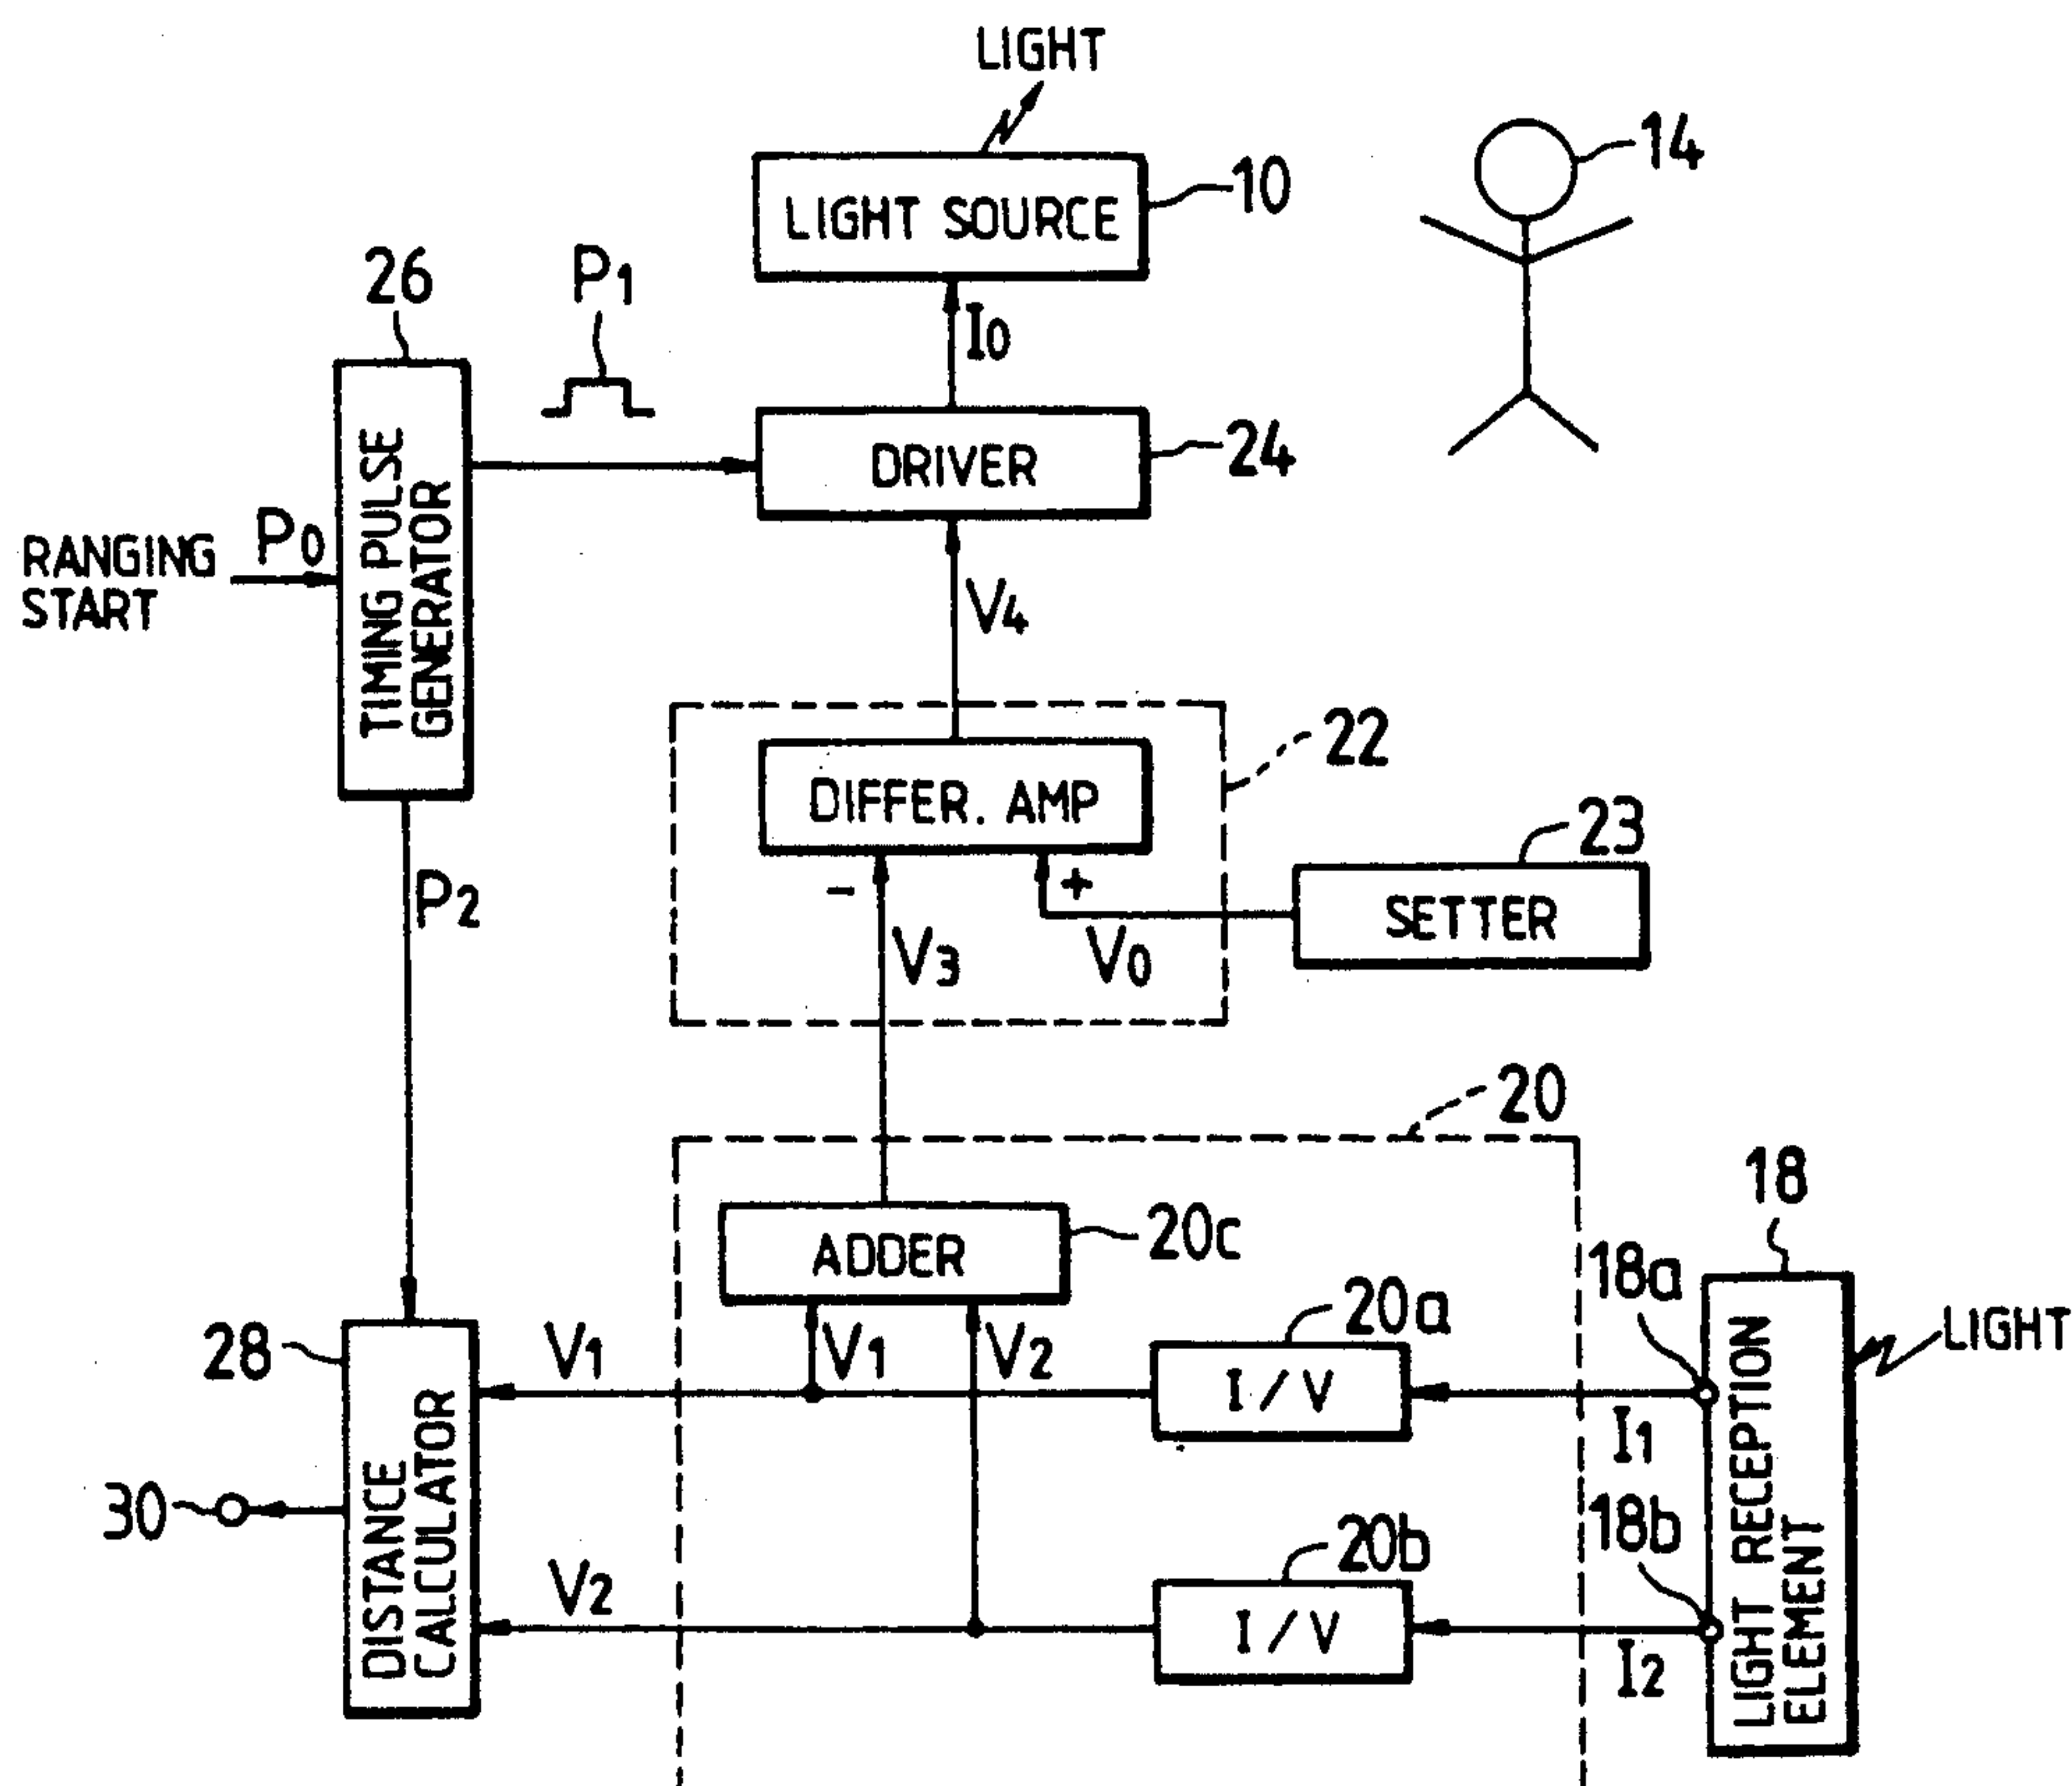 LIGHT
14
LIGHT SOURCE
10
26
P1
I0
DRIVER
24
TIMING PULSE
GENERATOR
P0
RANGING
START
V4
22
DIFFER. AMP
23
-
+
SETTER
P2
V3
V0
20
18
ADDER
20c
18a
20a
28
V1
V1
V2
I/V
LIGHT
I1
DISTANCE
CALCULATOR
LIGHT RECEPTION
ELEMENT
30
18b
20b
V2
I/V
I2